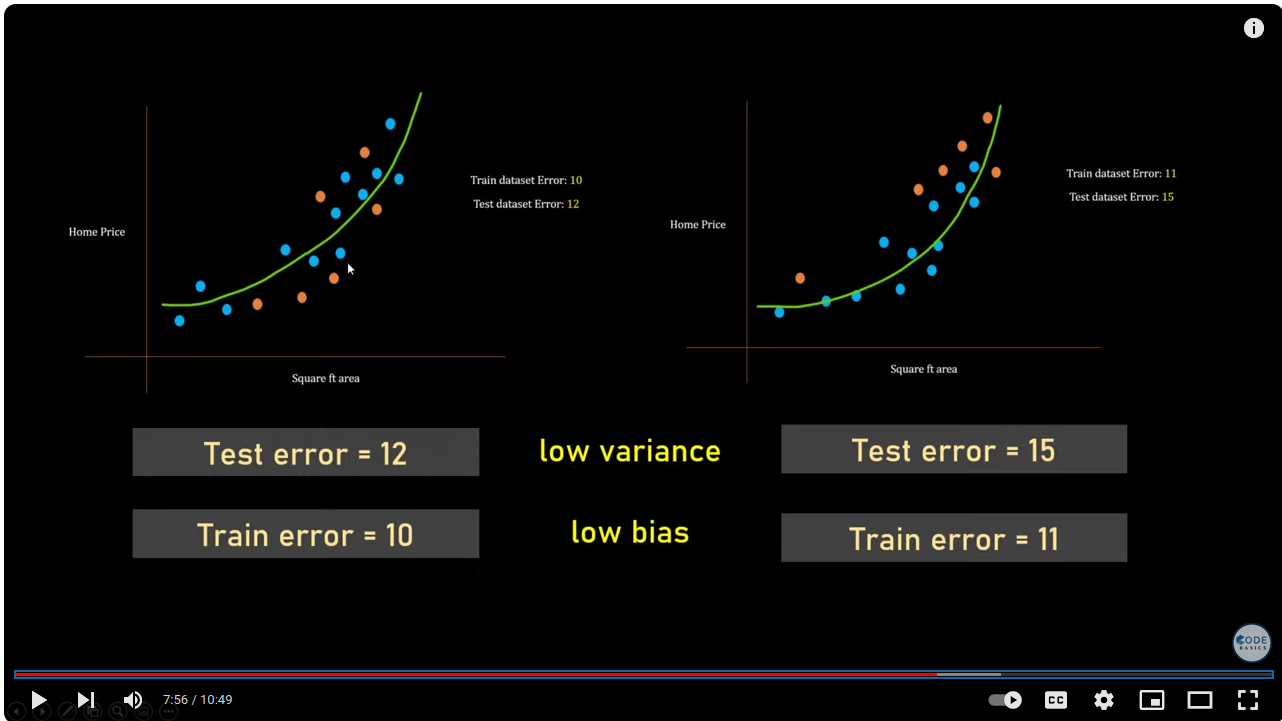 Train dataset Error: 10
Test dataset Error: 12
Home Price
Square ft area
Train dataset Error: 11
Test dataset Error: 15
Home Price
Square ft area
Test error = 12
low variance
Test error = 15
Train error = 10
low bias
Train error = 11
CODE
BASICS
7:56 / 10:49
CC